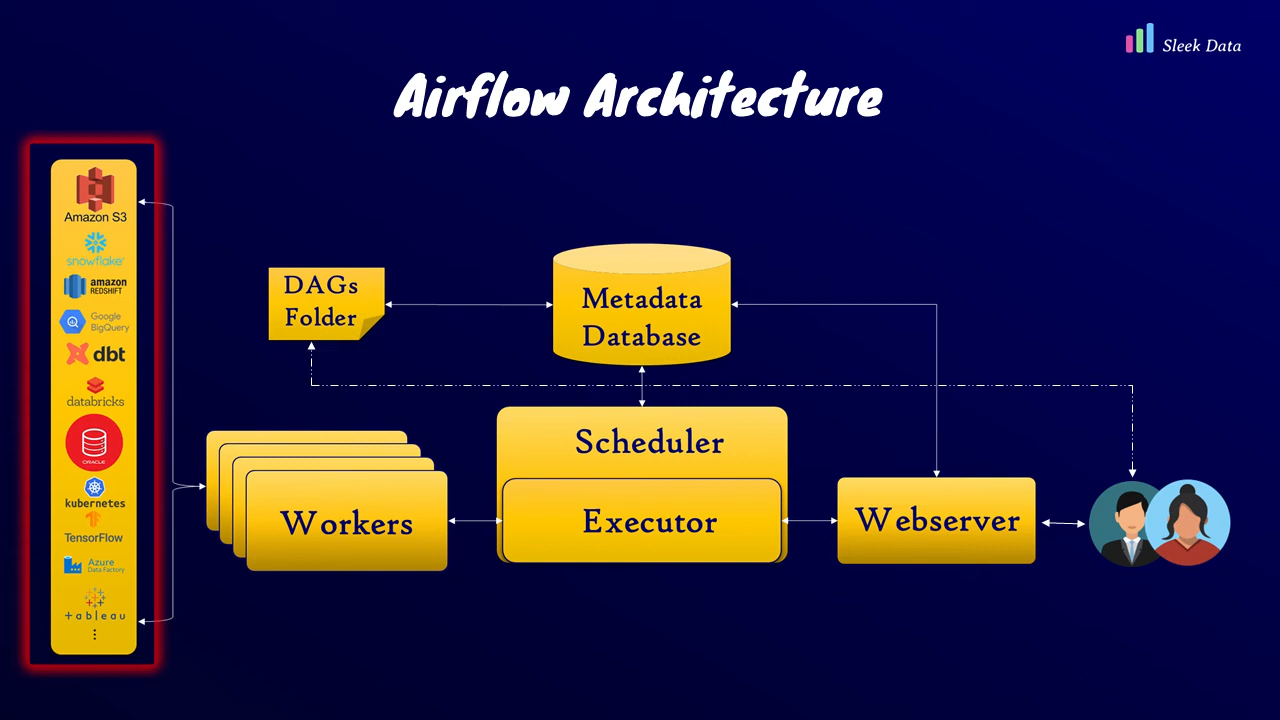 Sleek Data
Airflow Architecture
Amazon S3
snowflake
amazon
REDSHIFT
Google
BigQuery
dbt
databricks
ORACLE
kubernetes
TensorFlow
Azure
Data Factory
+ableau
DAGs
Folder
Metadata
Database
Scheduler
Executor
Workers
Webserver